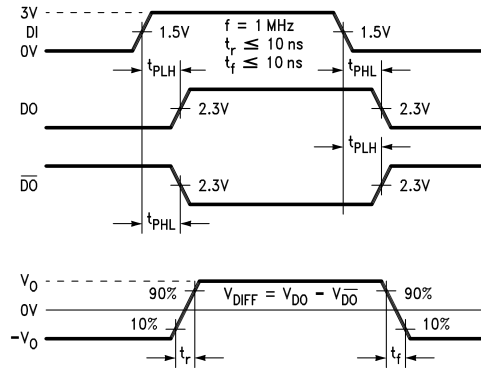 3V
DI
0V
1.5V
f = 1 MHz
tr ≤ 10 ns
tf ≤ 10 ns
1.5V
tPLH
tPHL
DO
2.3V
2.3V
tPLH
DO
2.3V
2.3V
tPHL
VO
90%
VDIFF = VDO - VDO
90%
0V
10%
10%
-VO
tr
tf